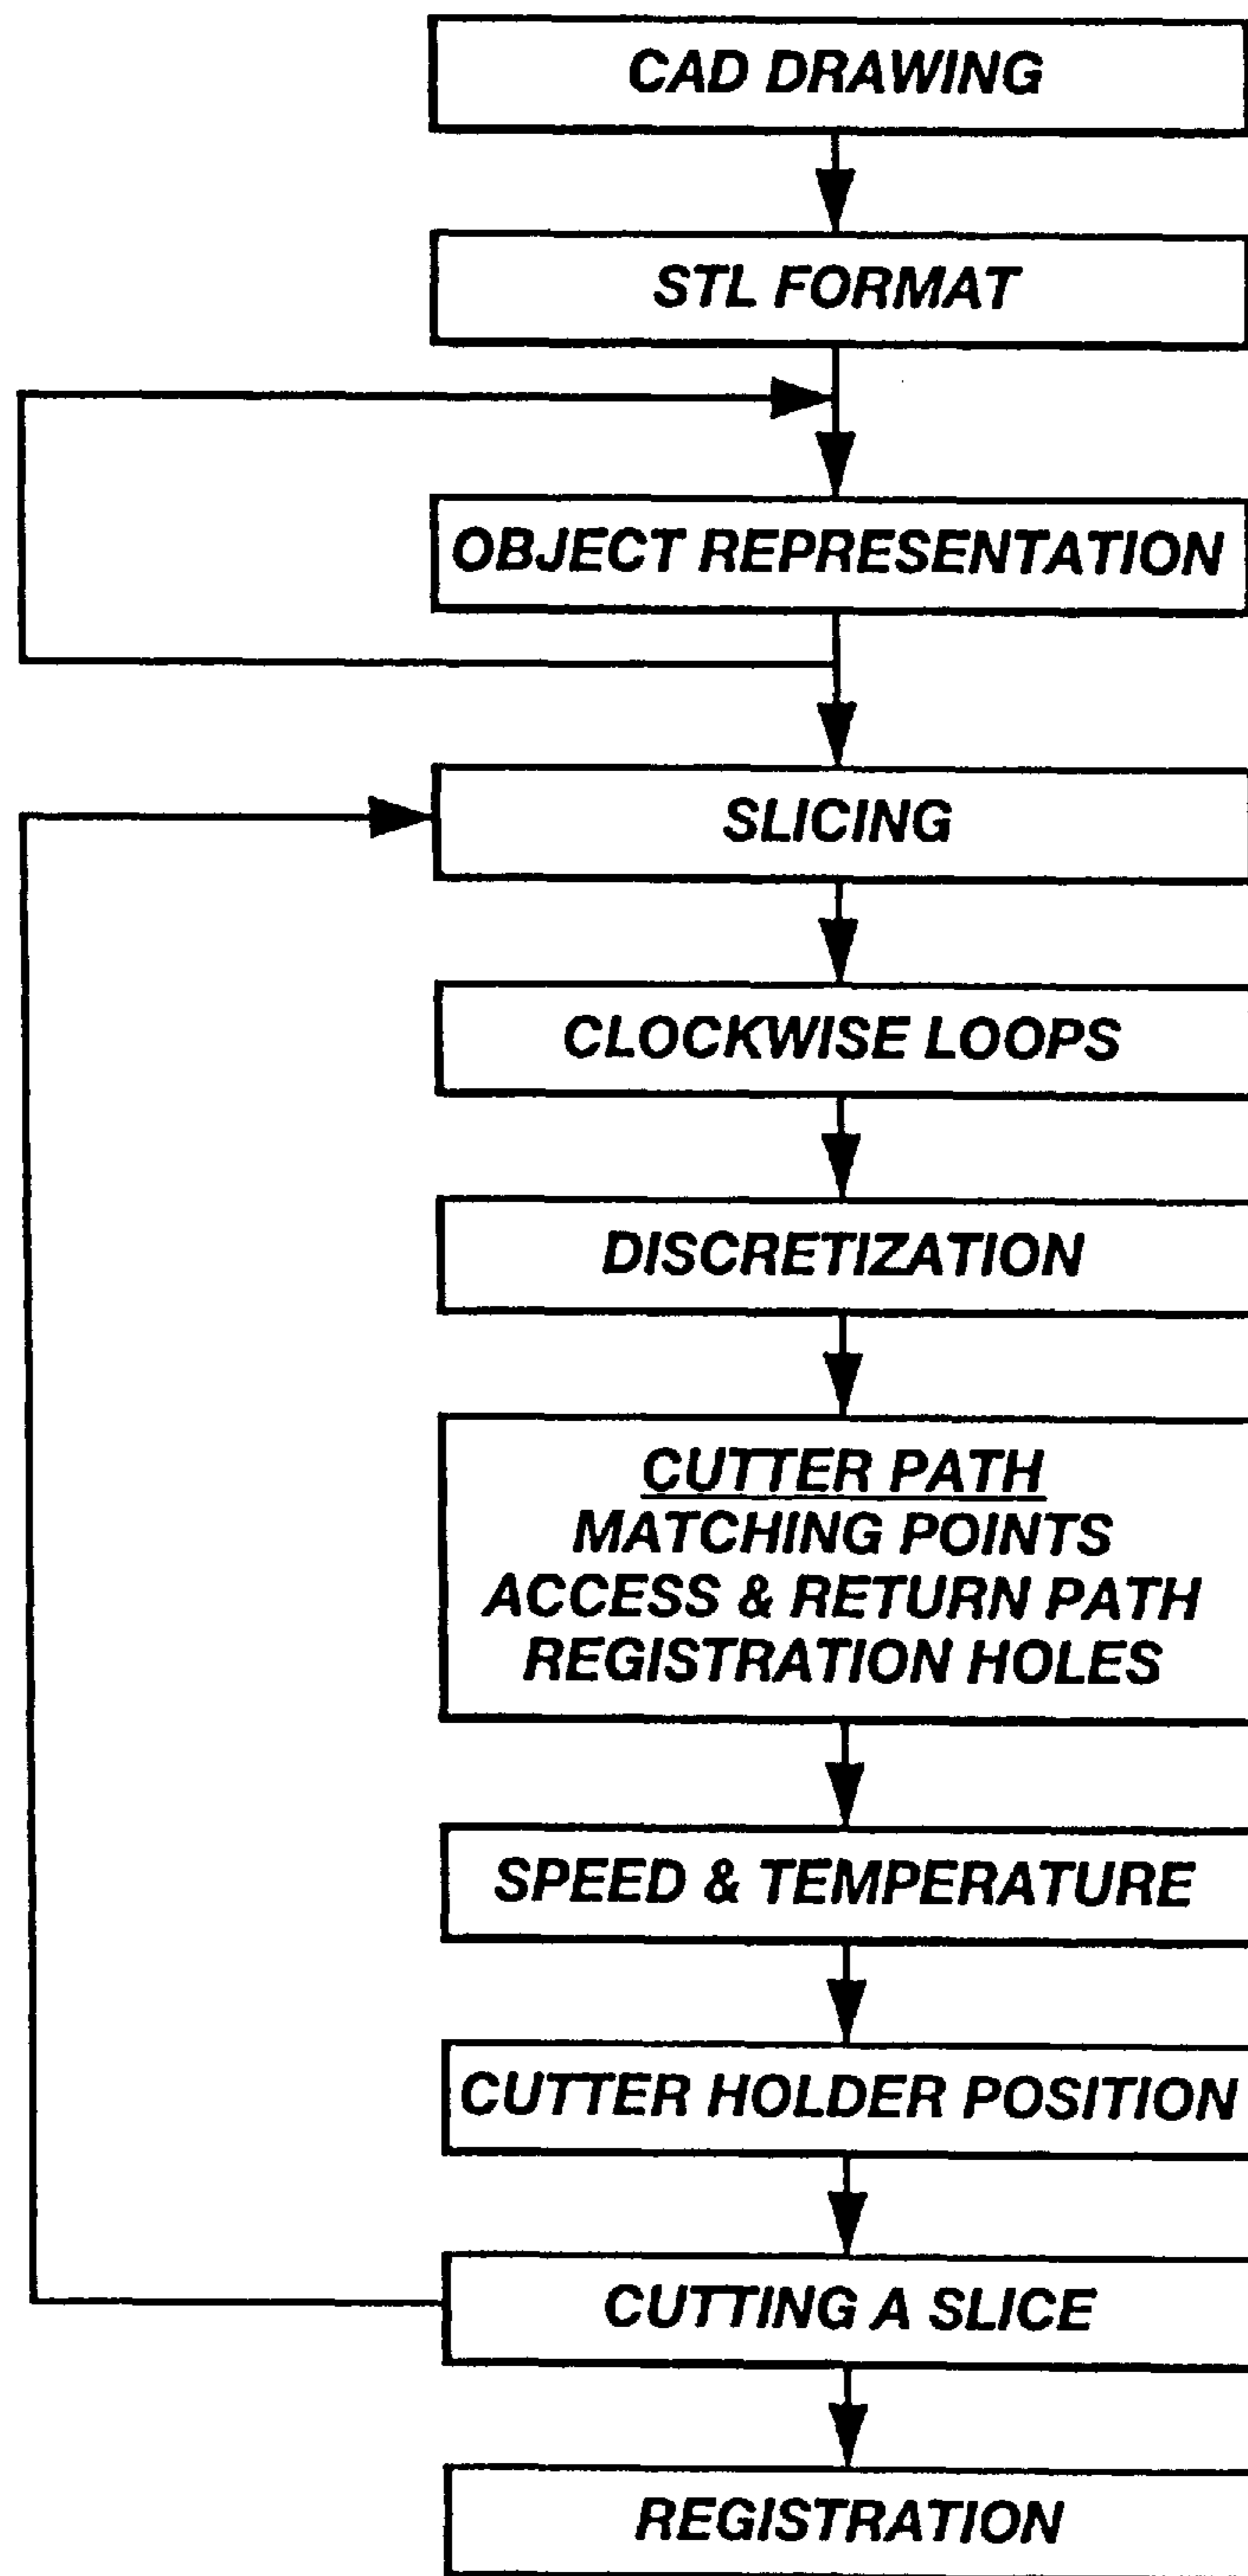 CAD DRAWING
STL FORMAT
OBJECT REPRESENTATION
SLICING
CLOCKWISE LOOPS
DISCRETIZATION
CUTTER PATH
MATCHING POINTS
ACCESS & RETURN PATH
REGISTRATION HOLES
SPEED & TEMPERATURE
CUTTER HOLDER POSITION
CUTTING A SLICE
REGISTRATION